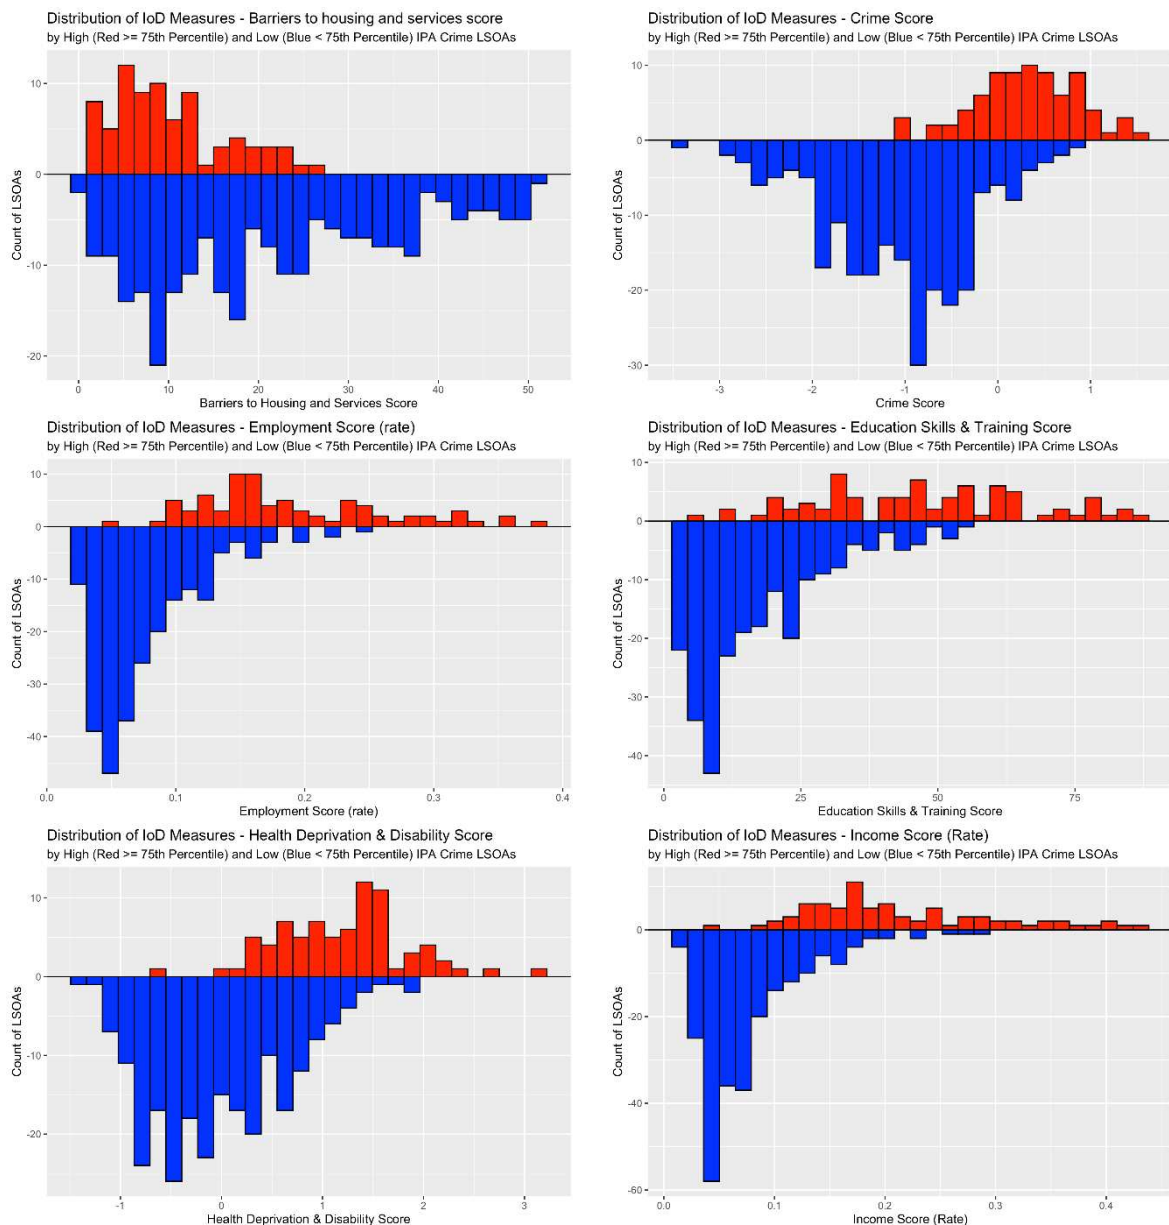 Distribution of IoD Measures - Barriers to housing and services score
by High (Red >= 75th Percentile) and Low (Blue < 75th Percentile) IPA Crime LSOAs
Count of LSOAs
10
0
-10
-20
0
10
20
30
40
50
Barriers to Housing and Services Score
Distribution of IoD Measures - Crime Score
by High (Red >= 75th Percentile) and Low (Blue < 75th Percentile) IPA Crime LSOAs
Count of LSOAs
10
0
-10
-20
-30
-3
-2
-1
0
1
Crime Score
Distribution of IoD Measures - Employment Score (rate)
by High (Red >= 75th Percentile) and Low (Blue < 75th Percentile) IPA Crime LSOAs
Count of LSOAs
10
0
-10
-20
-30
-40
0.0
0.1
0.2
0.3
0.4
Employment Score (rate)
Distribution of IoD Measures - Education Skills & Training Score
by High (Red >= 75th Percentile) and Low (Blue < 75th Percentile) IPA Crime LSOAs
Count of LSOAs
10
0
-10
-20
-30
-40
0
25
50
75
Education Skills & Training Score
Distribution of IoD Measures - Health Deprivation & Disability Score
by High (Red >= 75th Percentile) and Low (Blue < 75th Percentile) IPA Crime LSOAs
Count of LSOAs
10
0
-10
-20
-1
0
1
2
3
Health Deprivation & Disability Score
Distribution of IoD Measures - Income Score (Rate)
by High (Red >= 75th Percentile) and Low (Blue < 75th Percentile) IPA Crime LSOAs
Count of LSOAs
0
-20
-40
-60
0.0
0.1
0.2
0.3
0.4
Income Score (Rate)